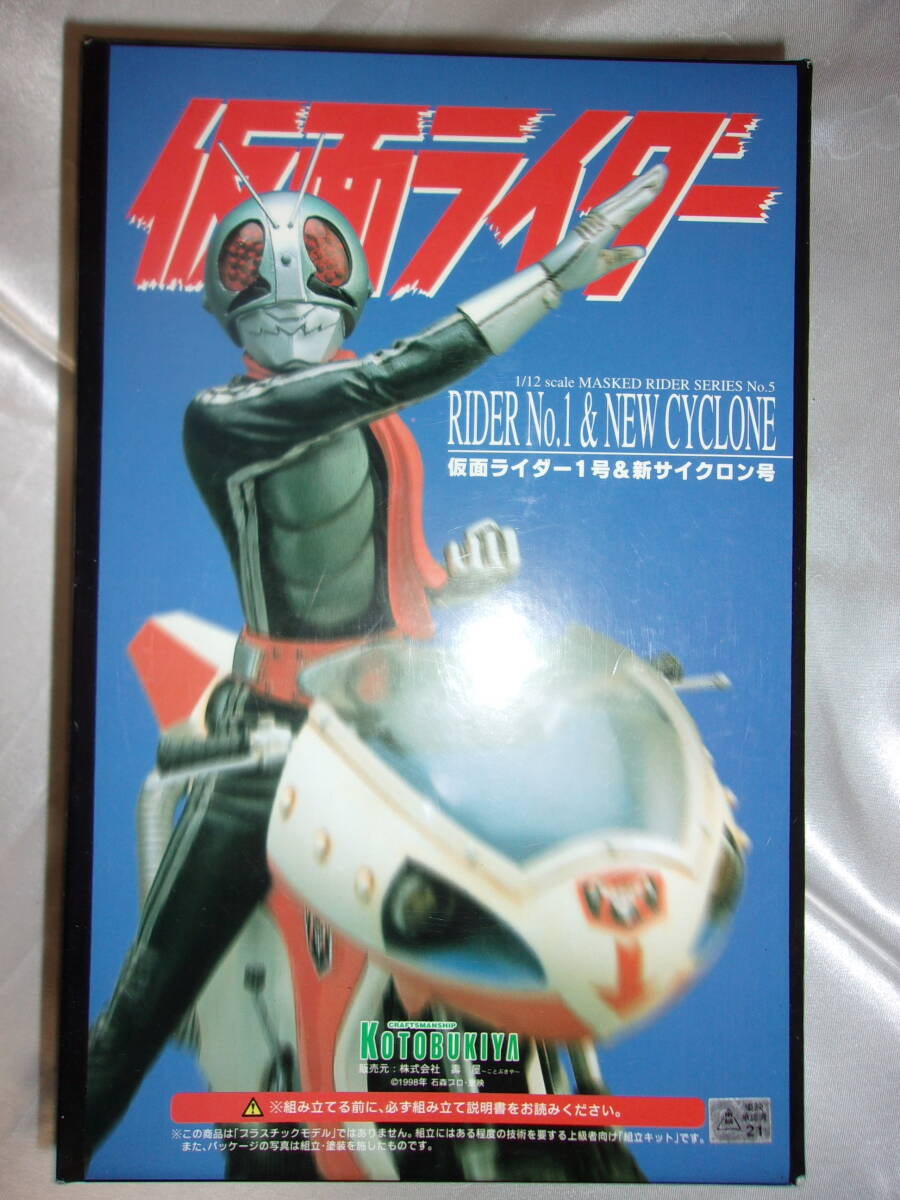 仮面ライダー
1/12 scale MASKED RIDER SERIES No.5
RIDER No.1 & NEW CYCLONE
仮面ライダー1号&新サイクロン号
CRAFTSMANSHIP
KOTOBUKIYA
販売元:株式会社 壽 屋~ことぶきや~
©1998年 石森プロ・東映
※組み立てる前に、必ず組み立て説明書をお読みください。
※この商品は「プラスチックモデル」ではありません。組立にはある程度の技術を要する上級者向け「組立キット」です。
また、パッケージの写真は組立・塗装を施したものです。
21